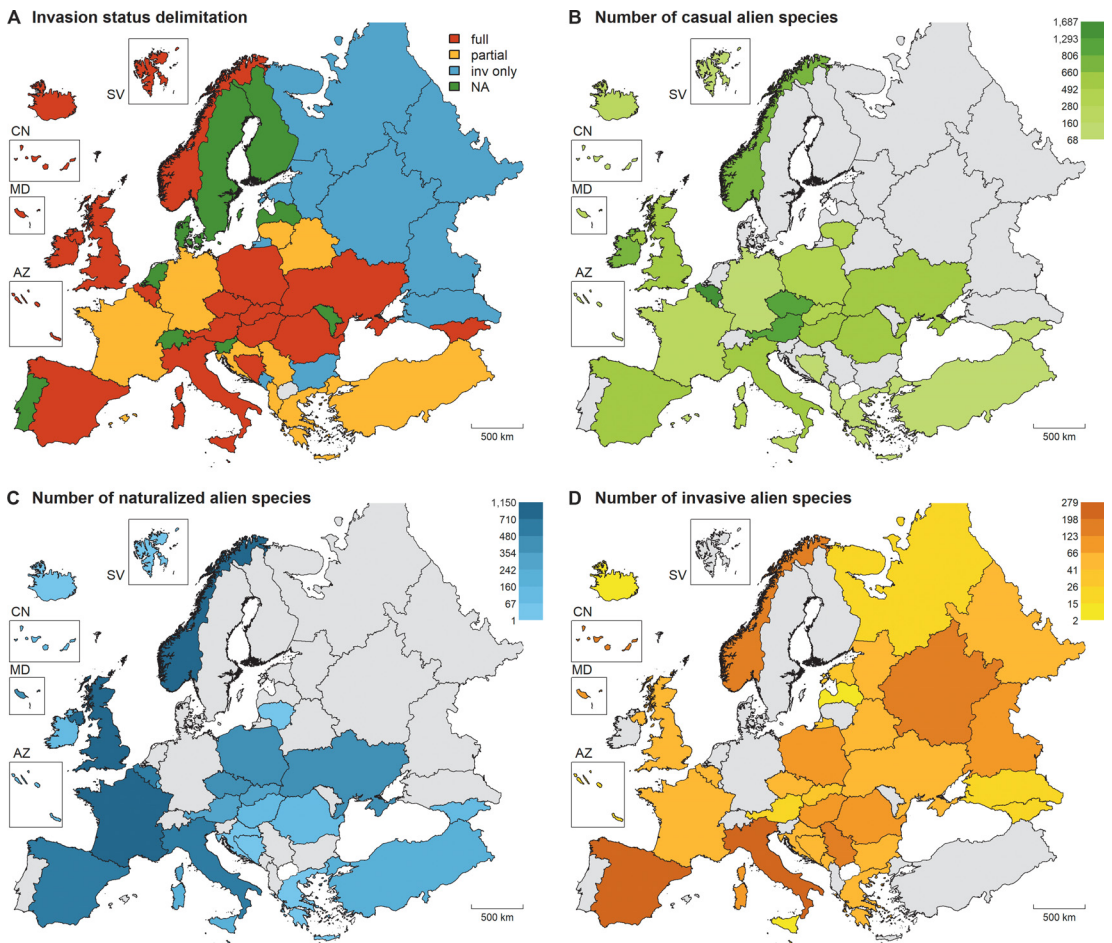 A Invasion status delimitation
full
partial
inv only
NA
SV
CN
MD
AZ
500 km
B Number of casual alien species
1,687
1,293
806
660
492
280
160
68
SV
CN
MD
AZ
500 km
C Number of naturalized alien species
1,150
710
480
354
242
160
67
1
SV
CN
MD
AZ
500 km
D Number of invasive alien species
279
198
123
66
41
26
15
2
SV
CN
MD
AZ
500 km